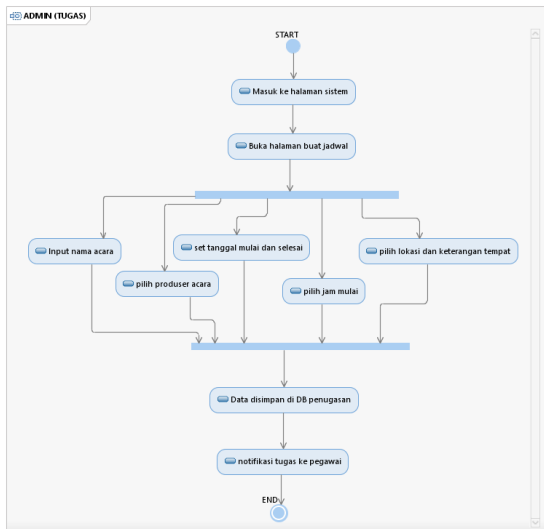 ADMIN (TUGAS)
START
Masuk ke halaman sistem
Buka halaman buat jadwal
Input nama acara
set tanggal mulai dan selesai
pilih lokasi dan keterangan tempat
pilih produser acara
pilih jam mulai
Data disimpan di DB penugasan
notifikasi tugas ke pegawai
END